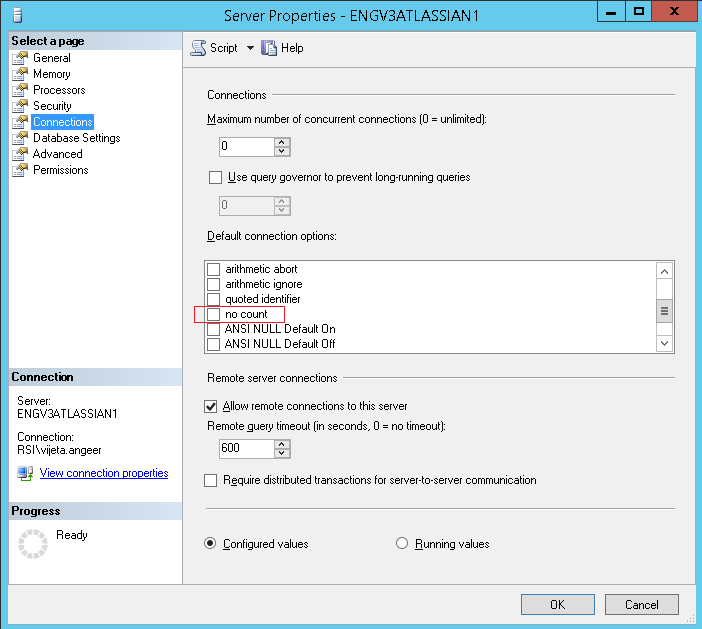 Server Properties - ENGV3ATLASSIAN1
Select a page
General
Memory
Processors
Security
Connections
Database Settings
Advanced
Permissions
Script
Help
Connections
Maximum number of concurrent connections (0 = unlimited):
0
Use query governor to prevent long-running queries
0
Default connection options:
arithmetic abort
arithmetic ignore
quoted identifier
no count
ANSI NULL Default On
ANSI NULL Default Off
Remote server connections
Allow remote connections to this server
Remote query timeout (in seconds, 0 = no timeout):
600
Require distributed transactions for server-to-server communication
Configured values
Running values
Connection
Server:
ENGV3ATLASSIAN1
Connection:
RSI\vijeta.angeer
View connection properties
Progress
Ready
OK
Cancel